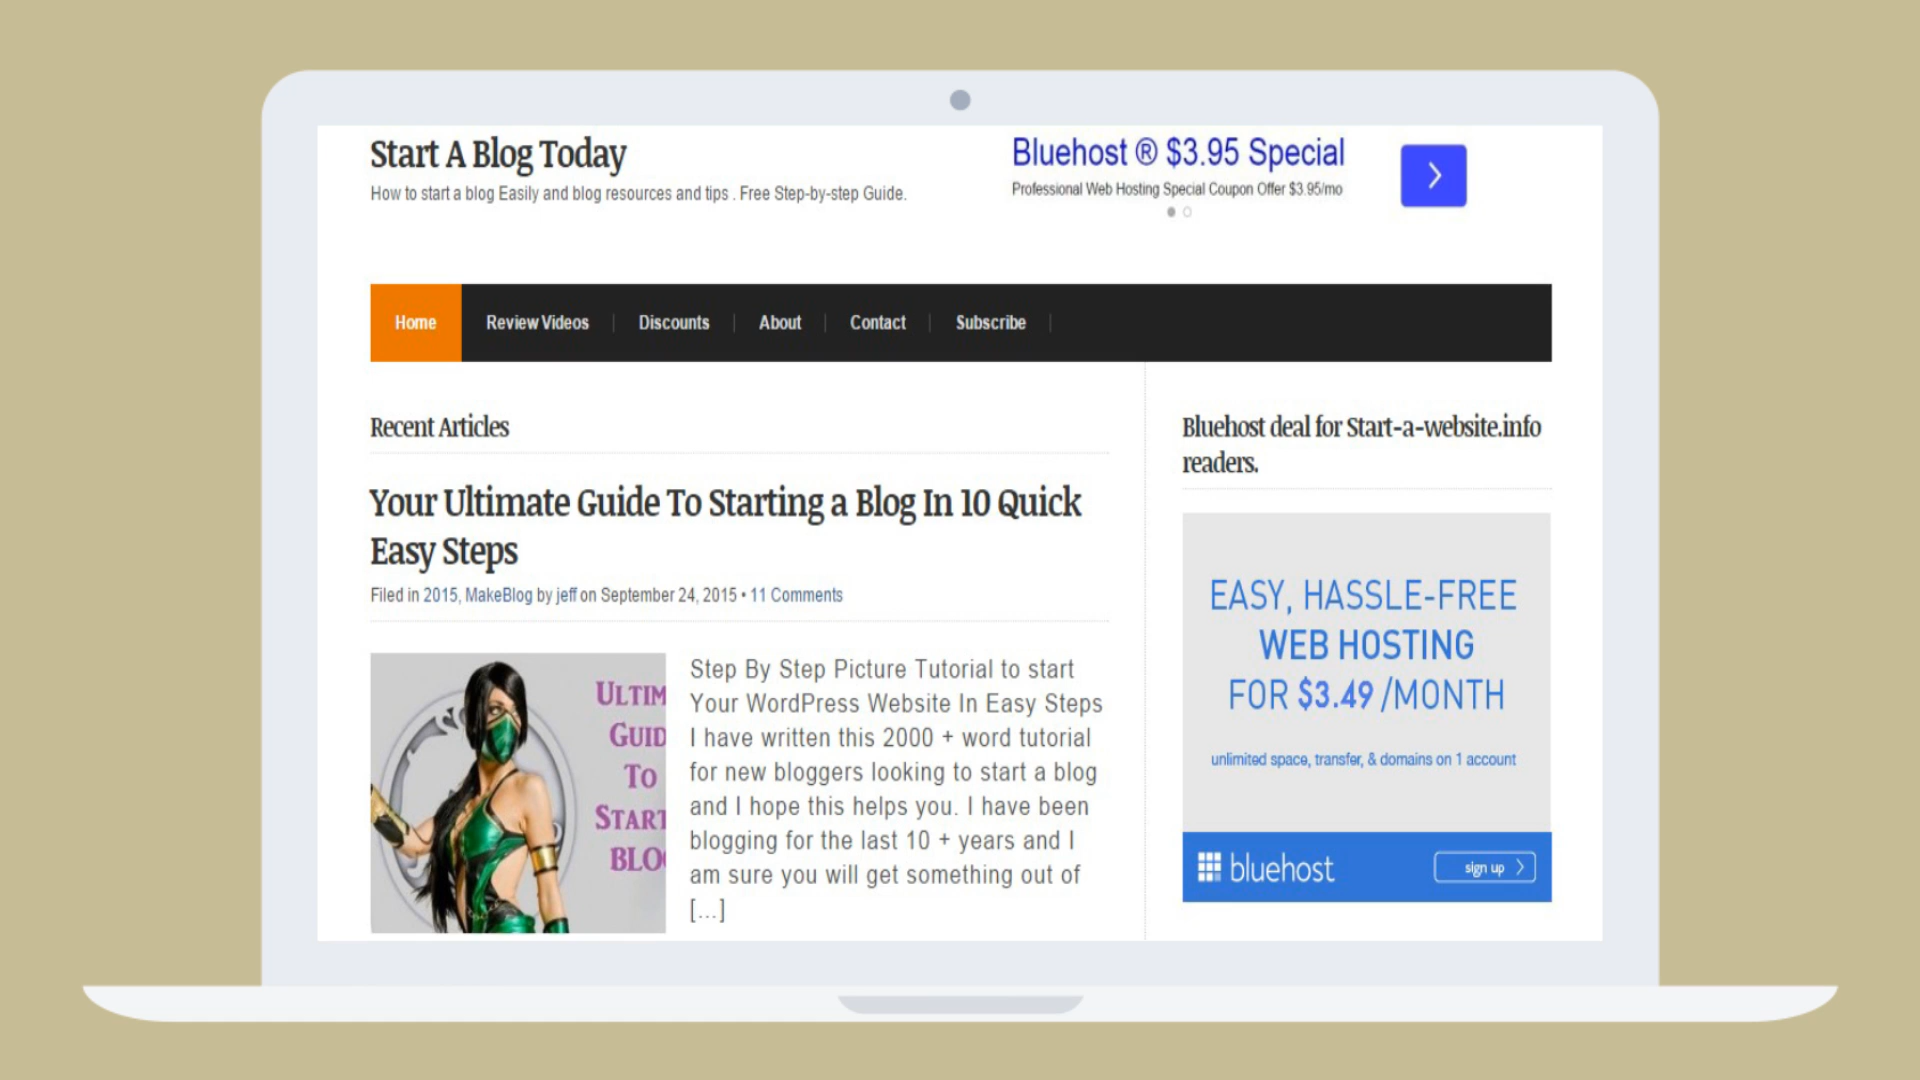 Start A Blog Today
How to start a blog Easily and blog resources and tips . Free Step-by-step Guide.
Bluehost ® $3.95 Special
Professional Web Hosting Special Coupon Offer $3.95/mo
Home Review Videos Discounts About Contact Subscribe
Recent Articles
Your Ultimate Guide To Starting a Blog In 10 Quick
Easy Steps
Filed in 2015, MakeBlog by jeff on September 24, 2015 • 11 Comments
ULTIM
GUID
TO
START
BLO
Step By Step Picture Tutorial to start
Your WordPress Website In Easy Steps
I have written this 2000 + word tutorial
for new bloggers looking to start a blog
and I hope this helps you. I have been
blogging for the last 10 + years and I
am sure you will get something out of
[...]
Bluehost deal for Start-a-website.info
readers.
EASY, HASSLE-FREE
WEB HOSTING
FOR $3.49 /MONTH
unlimited space, transfer, & domains on 1 account
bluehost
sign up